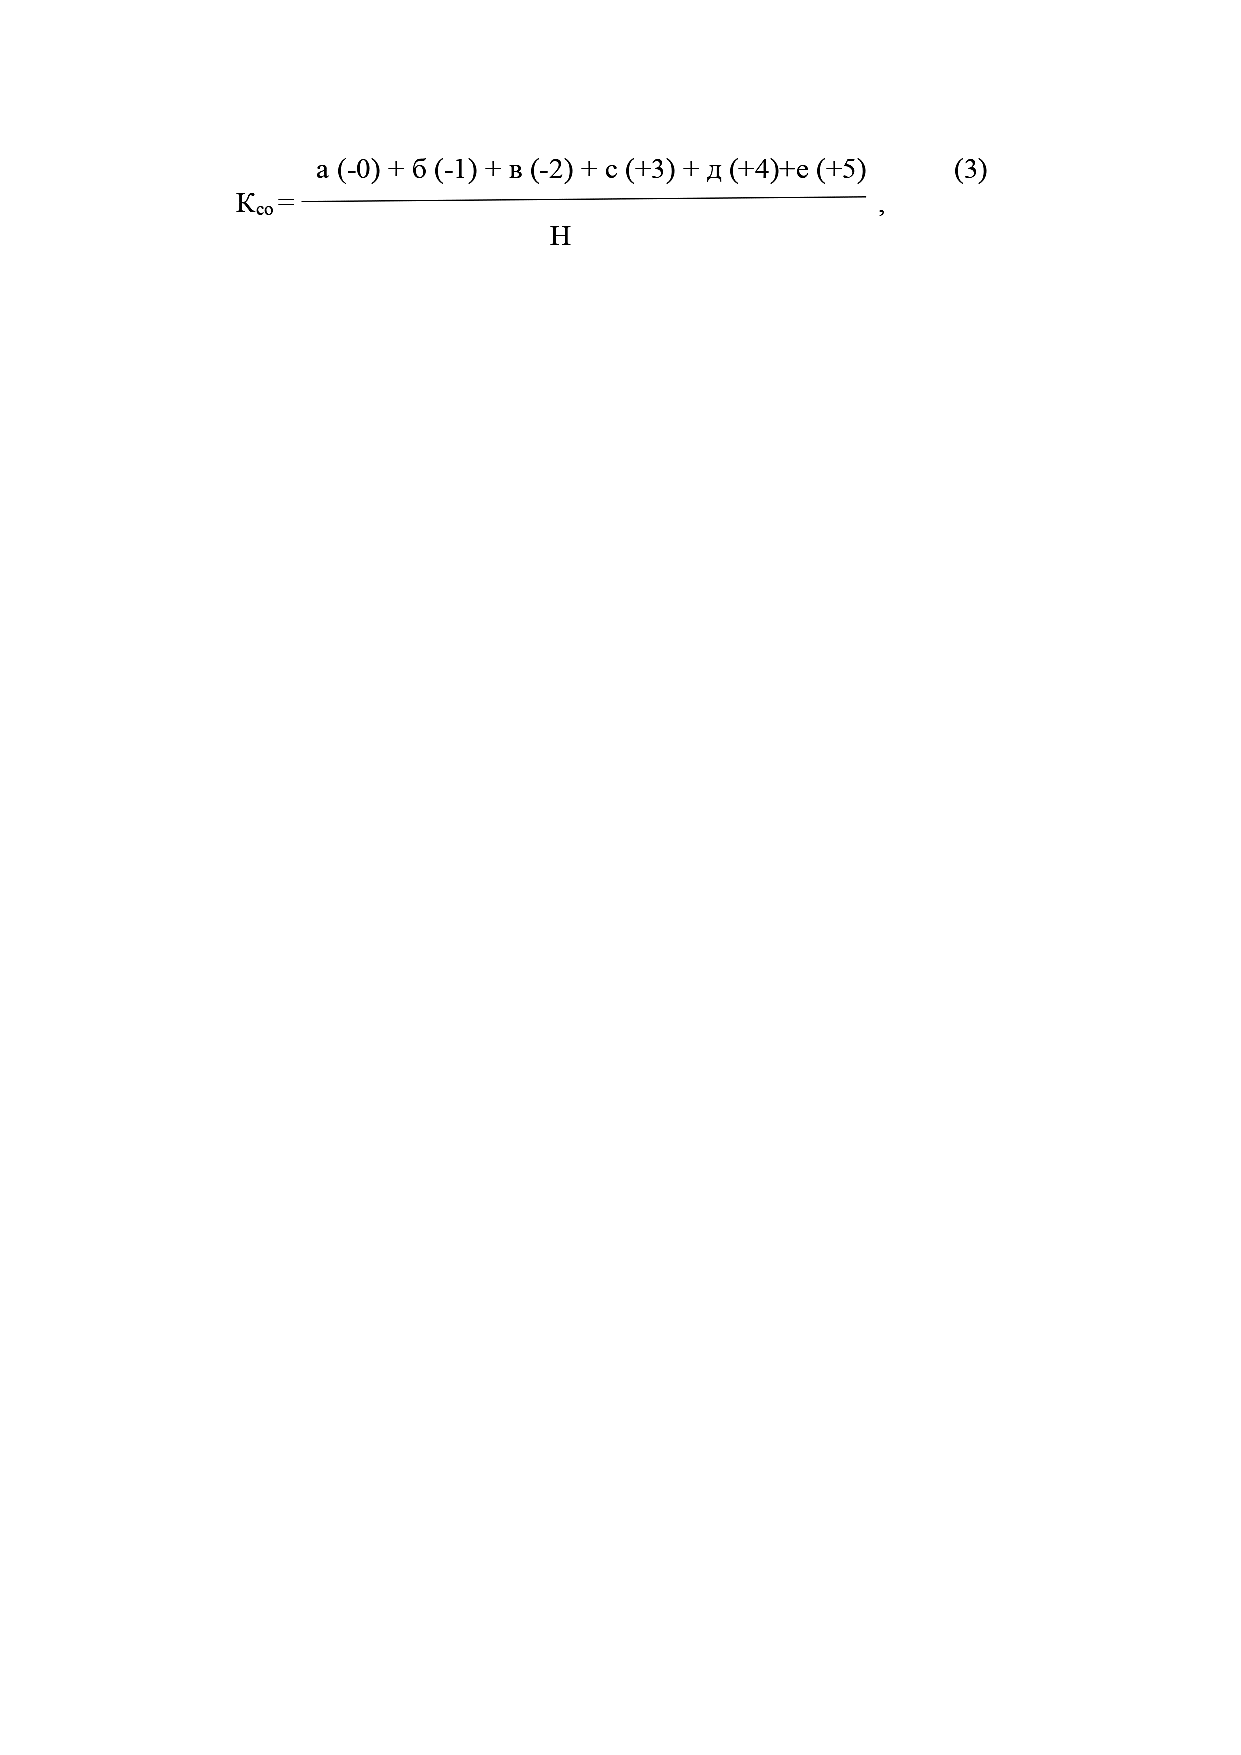 а (-0) + б (-1) + в (-2) + с (+3) + д (+4)+е (+5) (3)
Ксо = ,
Н